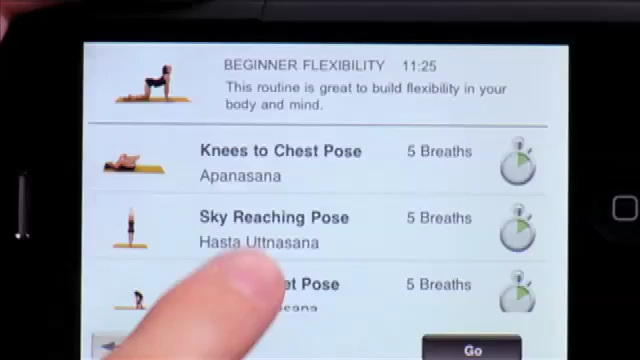 BEGINNER FLEXIBILITY 11:25
This routine is great to build flexibility in your
body and mind.
Knees to Chest Pose 5 Breaths
Apanasana
Sky Reaching Pose 5 Breaths
Hasta Uttnasana
Pose 5 Breaths
Go